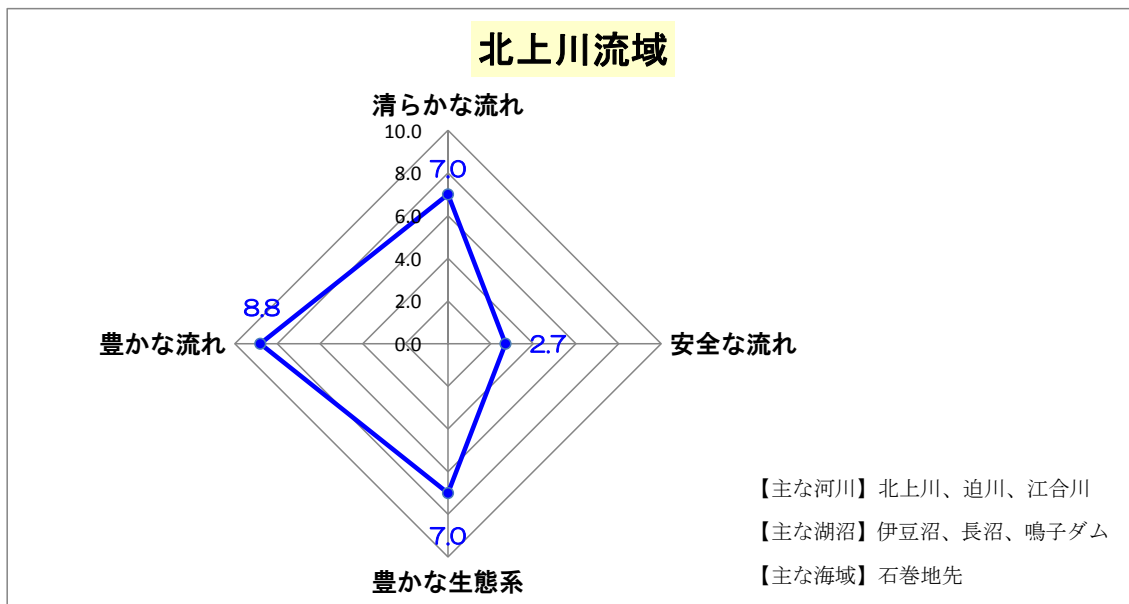 北上川流域
清らかな流れ
10.0
7.0
8.0
6.0
4.0
2.0
0.0
8.8
豊かな流れ
2.7
安全な流れ
7.0
豊かな生態系
【主な河川】北上川、迫川、江合川
【主な湖沼】伊豆沼、長沼、鳴子ダム
【主な海域】石巻地先